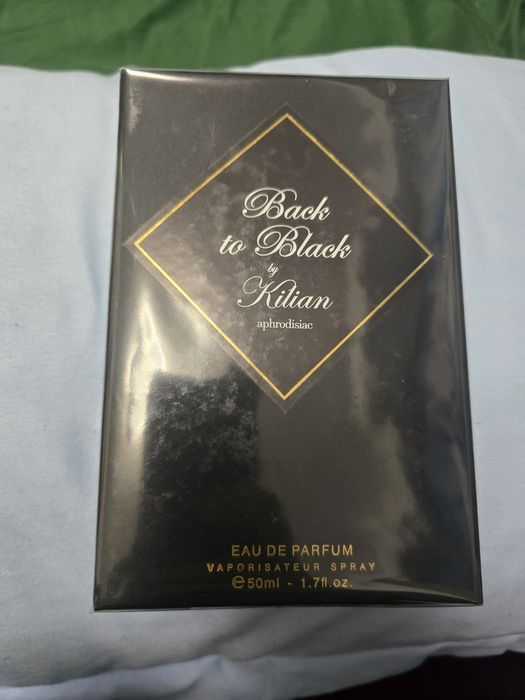 Back
to Black
by
Kilian
aphrodisiac
EAU DE PARFUM
VAPORISATEUR SPRAY
℮50ml - 1.7fl.oz.